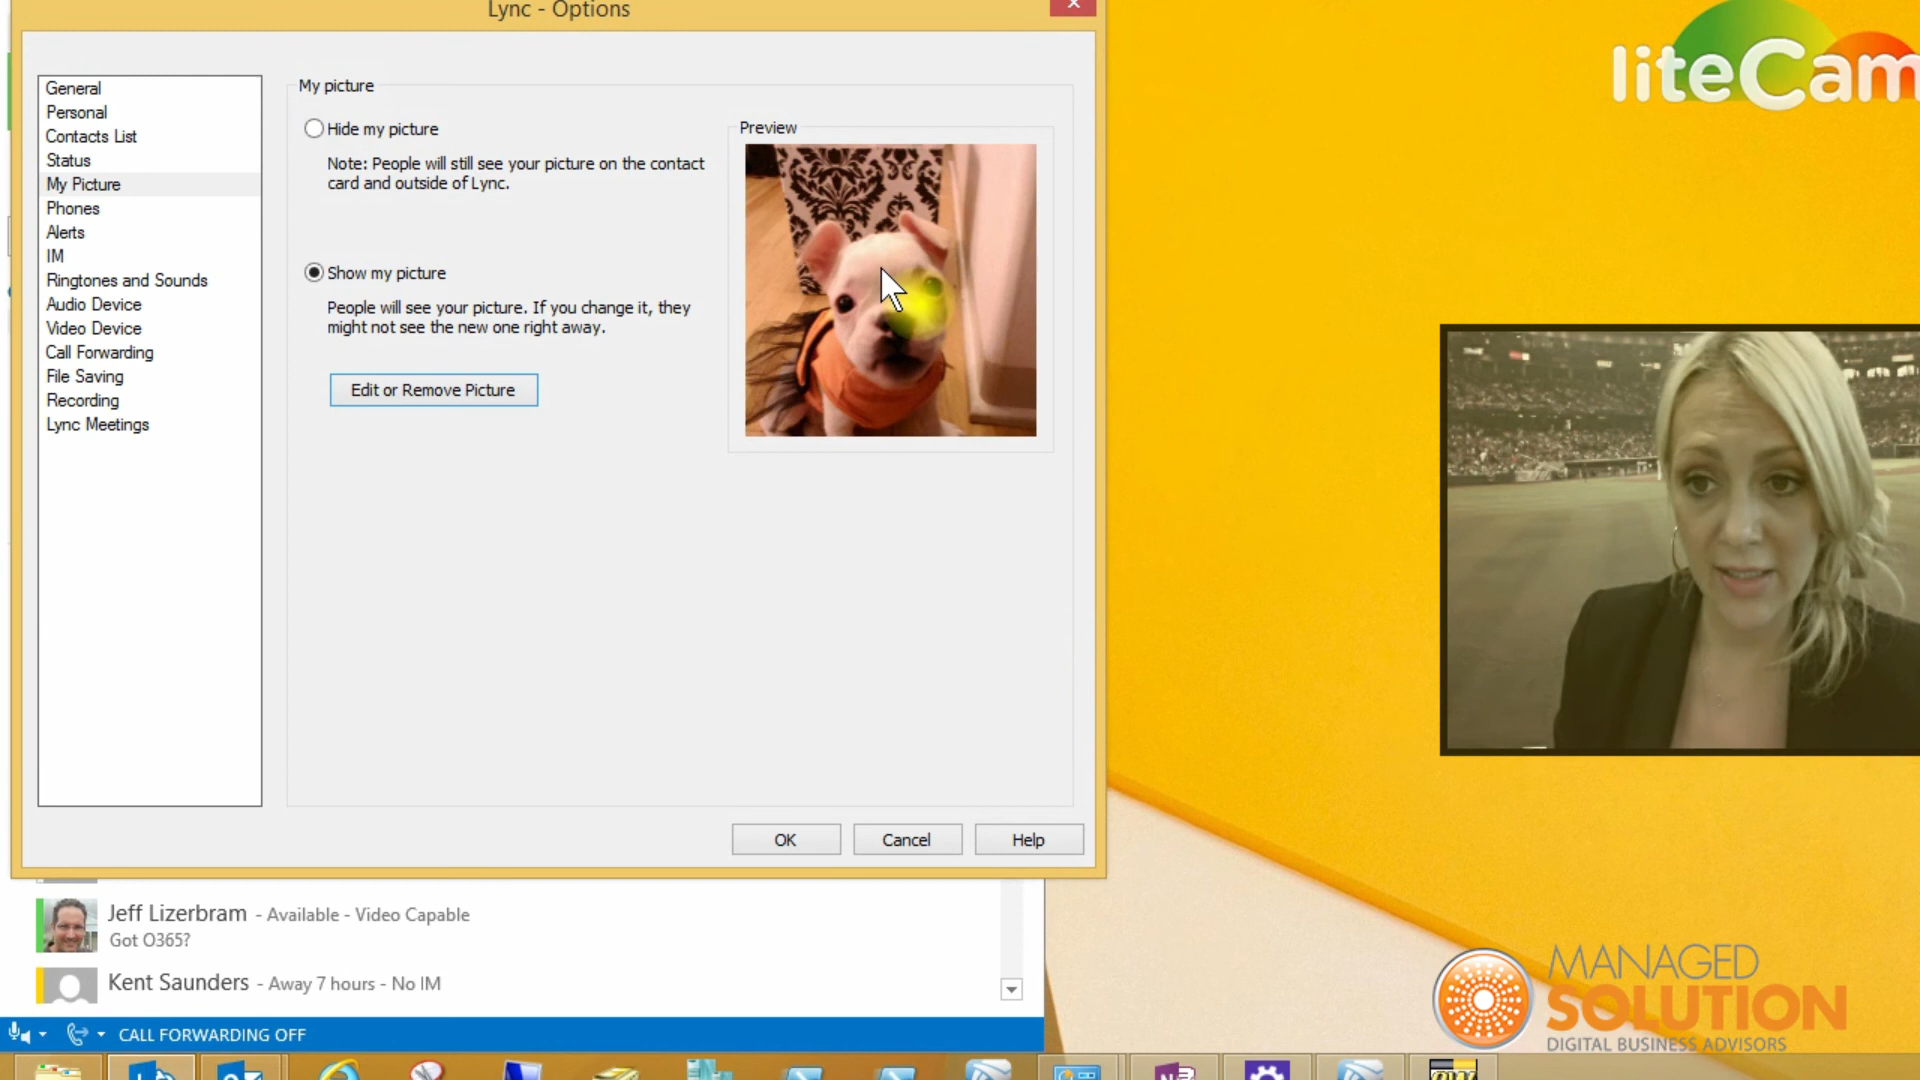 Lync - Options
liteCam
General
Personal
Contacts List
Status
My Picture
Phones
Alerts
IM
Ringtones and Sounds
Audio Device
Video Device
Call Forwarding
File Saving
Recording
Lync Meetings
My picture
Hide my picture
Note: People will still see your picture on the contact
card and outside of Lync.
Show my picture
People will see your picture. If you change it, they
might not see the new one right away.
Edit or Remove Picture
Preview
OK
Cancel
Help
Jeff Lizerbram - Available - Video Capable
Got O365?
Kent Saunders - Away 7 hours - No IM
CALL FORWARDING OFF
MANAGED
SOLUTION
DIGITAL BUSINESS ADVISORS